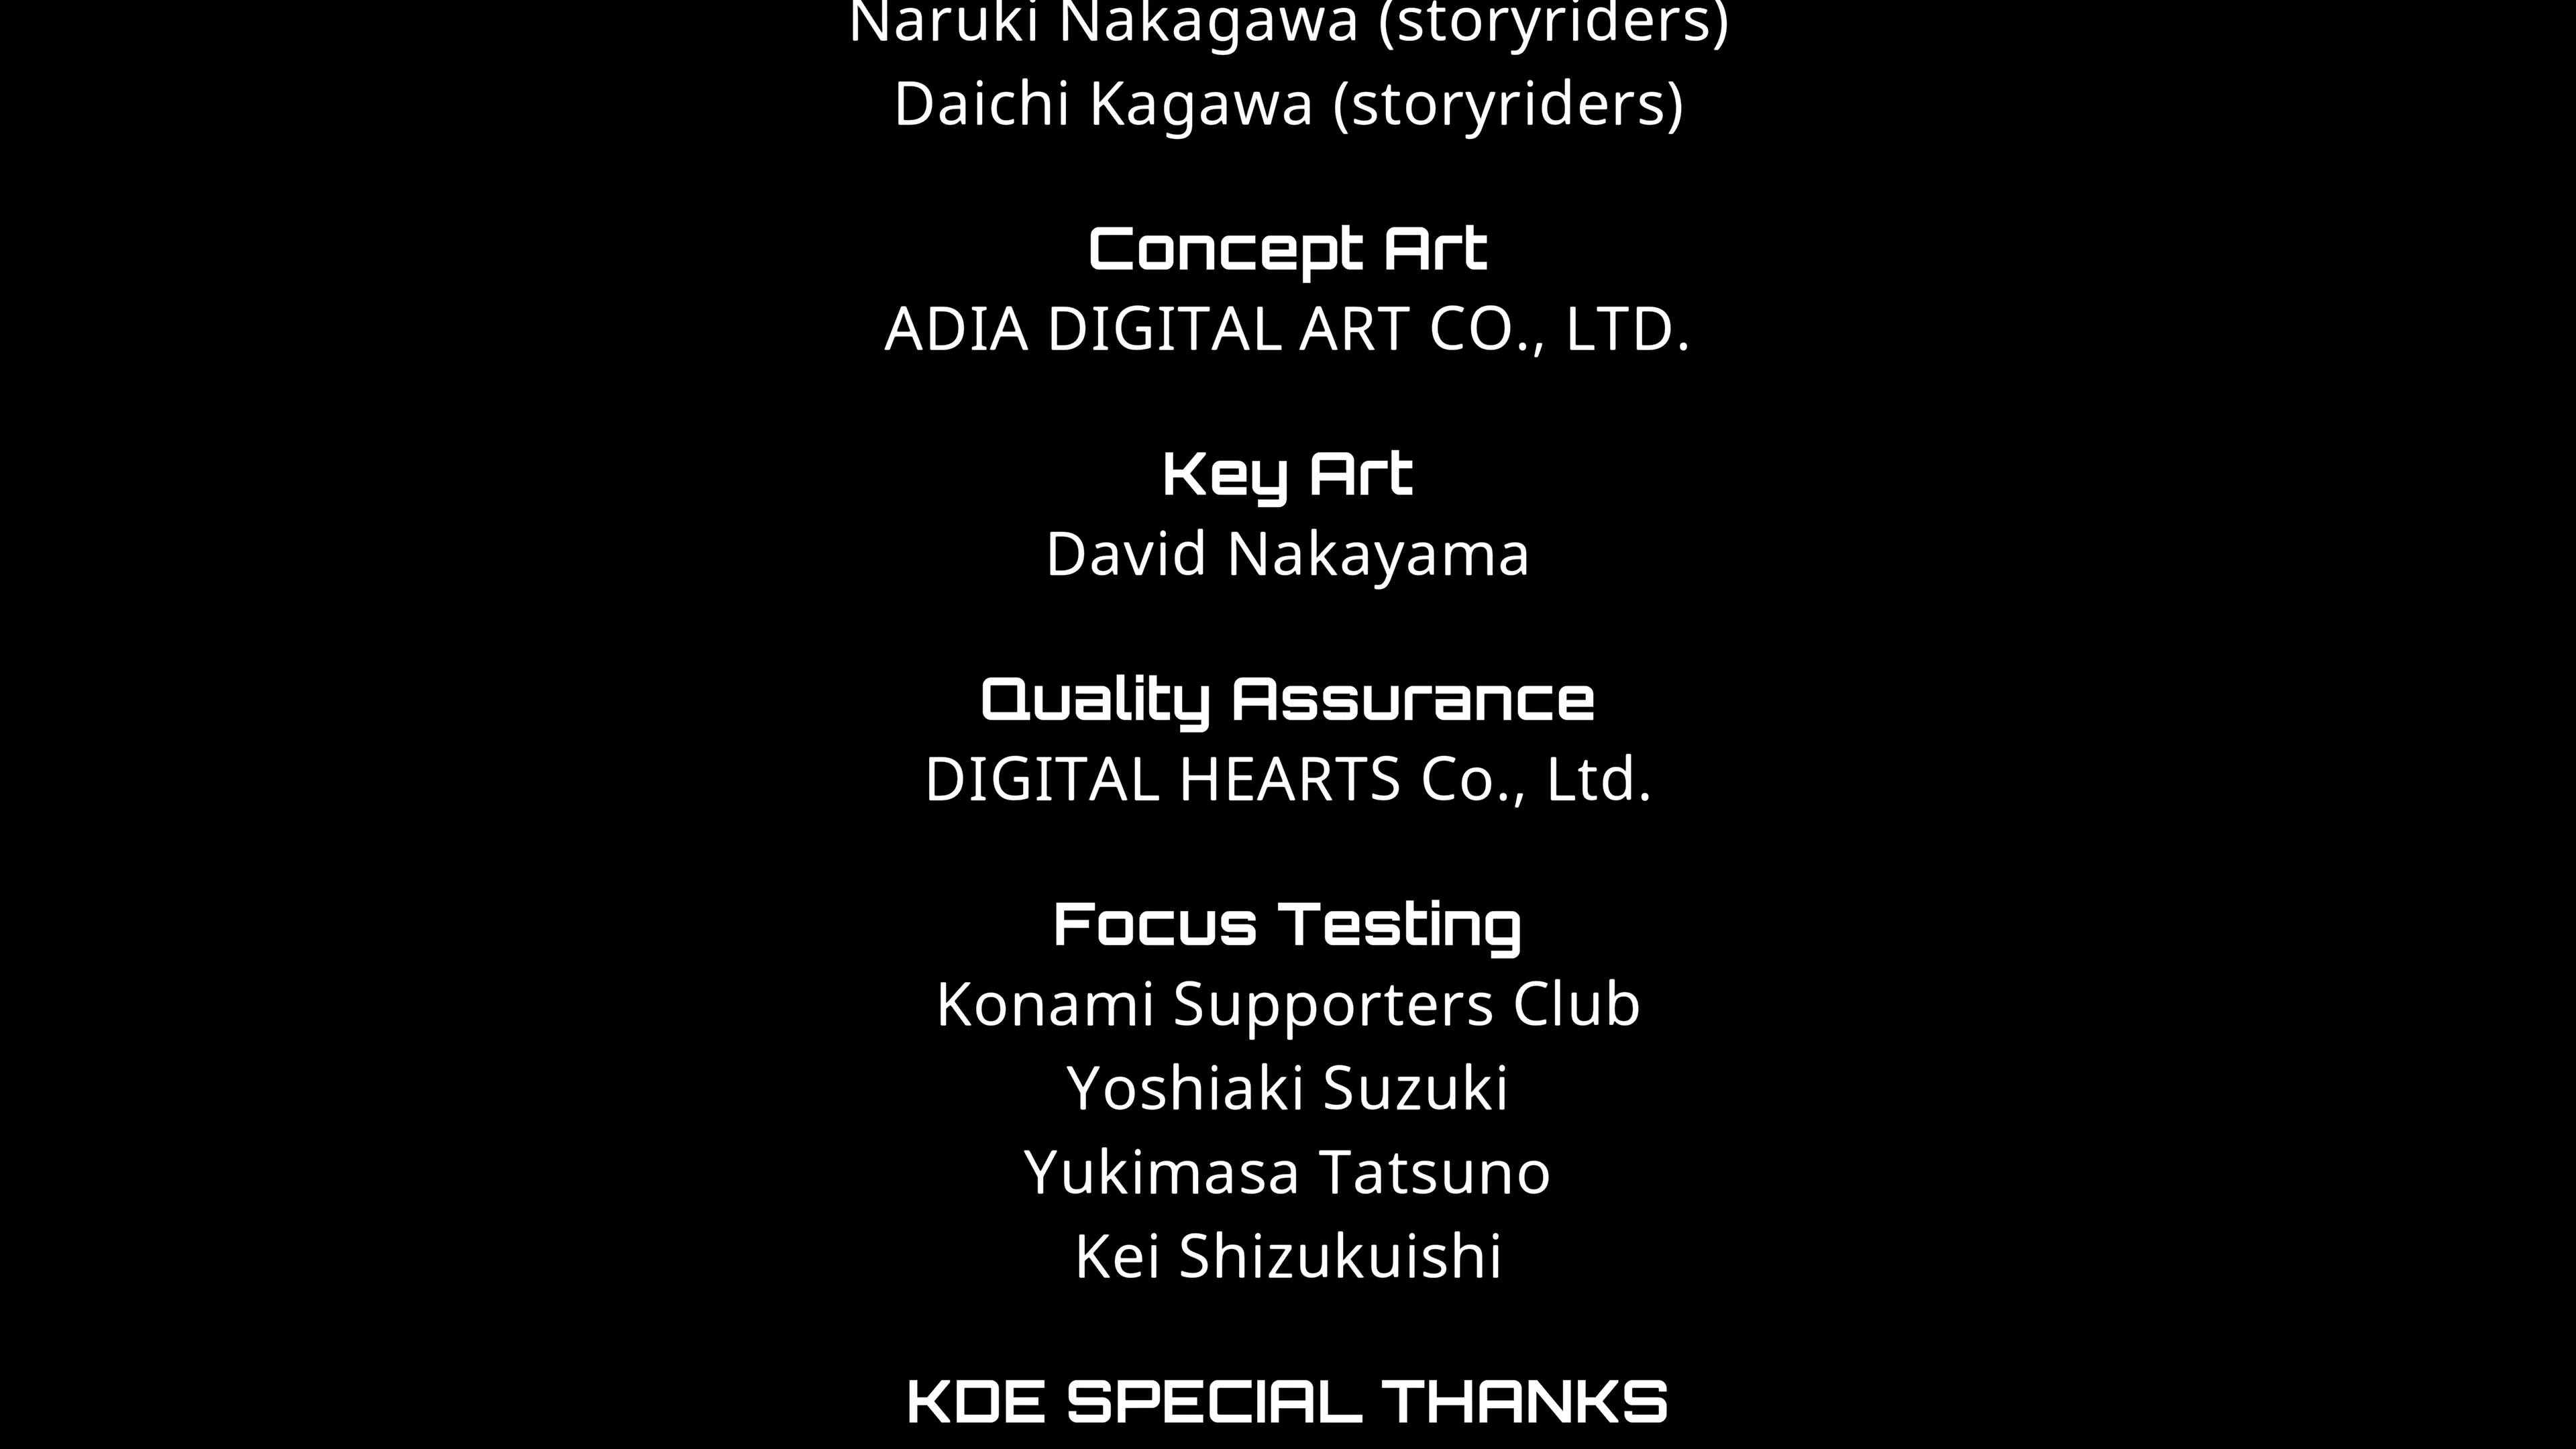 Naruki Nakagawa (storyriders)
Daichi Kagawa (storyriders)
Concept Art
ADIA DIGITAL ART CO., LTD.
Key Art
David Nakayama
Quality Assurance
DIGITAL HEARTS Co., Ltd.
Focus Testing
Konami Supporters Club
Yoshiaki Suzuki
Yukimasa Tatsuno
Kei Shizukuishi
KDE SPECIAL THANKS